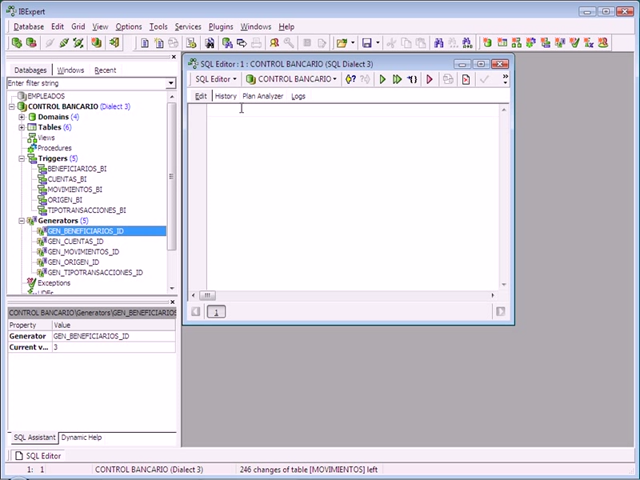 IBExpert
Database Edit Grid View Options Tools Services Plugins Windows Help
Databases Windows Recent
Enter filter string
EMPLEADOS
CONTROL BANCARIO (Dialect 3)
Domains (4)
Tables (6)
Views
Procedures
Triggers (5)
BENEFICIARIOS_BI
CUENTAS_BI
MOVIMIENTOS_BI
ORIGEN_BI
TIPOTRANSACCIONES_BI
Generators (5)
GEN_BENEFICIARIOS_ID
GEN_CUENTAS_ID
GEN_MOVIMIENTOS_ID
GEN_ORIGEN_ID
GEN_TIPOTRANSACCIONES_ID
Exceptions
UDFs
CONTROL BANCARIO\Generators\GEN_BENEFICIARIOS
Property Value
Generator GEN_BENEFICIARIOS_ID
Current v... 3
SQL Assistant Dynamic Help
SQL Editor : 1 : CONTROL BANCARIO (SQL Dialect 3)
SQL Editor CONTROL BANCARIO
Edit History Plan Analyzer Logs
1
SQL Editor
1: 1 CONTROL BANCARIO (Dialect 3) 246 changes of table [MOVIMIENTOS] left